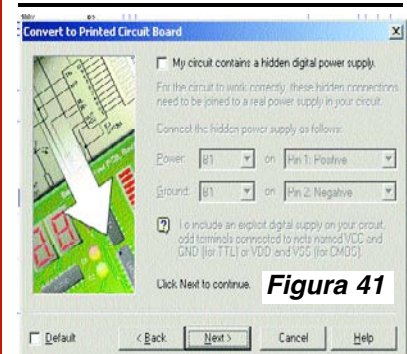 Convert to Printed Circuit Board
My circuit contains a hidden digital power supply.
For the circuit to work correctly, these hidden connections
need to be joined to a real power supply in your circuit.
Connect the hidden power supply as follows:
Power: B1 on Pin 1: Positive
Ground: B1 on Pin 2: Negative
To include an explicit digital supply on your circuit,
add terminals connected to nets named VCC and
GND (for TTL) or VDD and VSS (for CMOS).
Click Next to continue.
Figura 41
Default < Back Next > Cancel Help